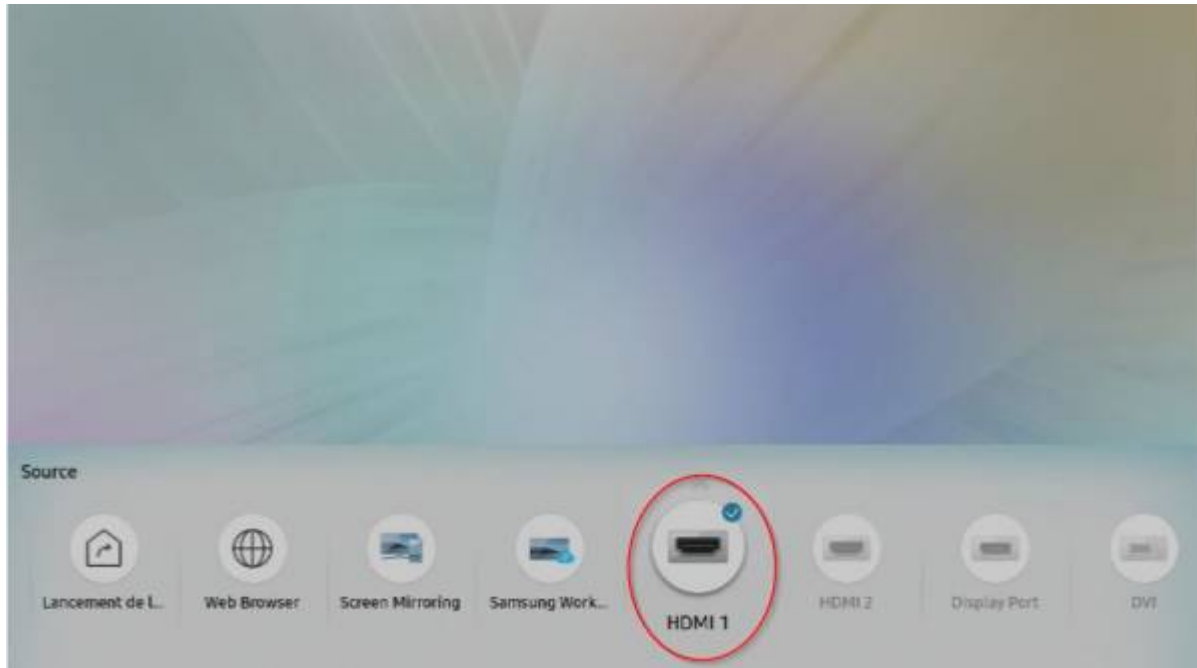 Source
Lancement de l...
Web Browser
Screen Mirroring
Samsung Work...
HDMI 1
HDMI 2
Display Port
DVI